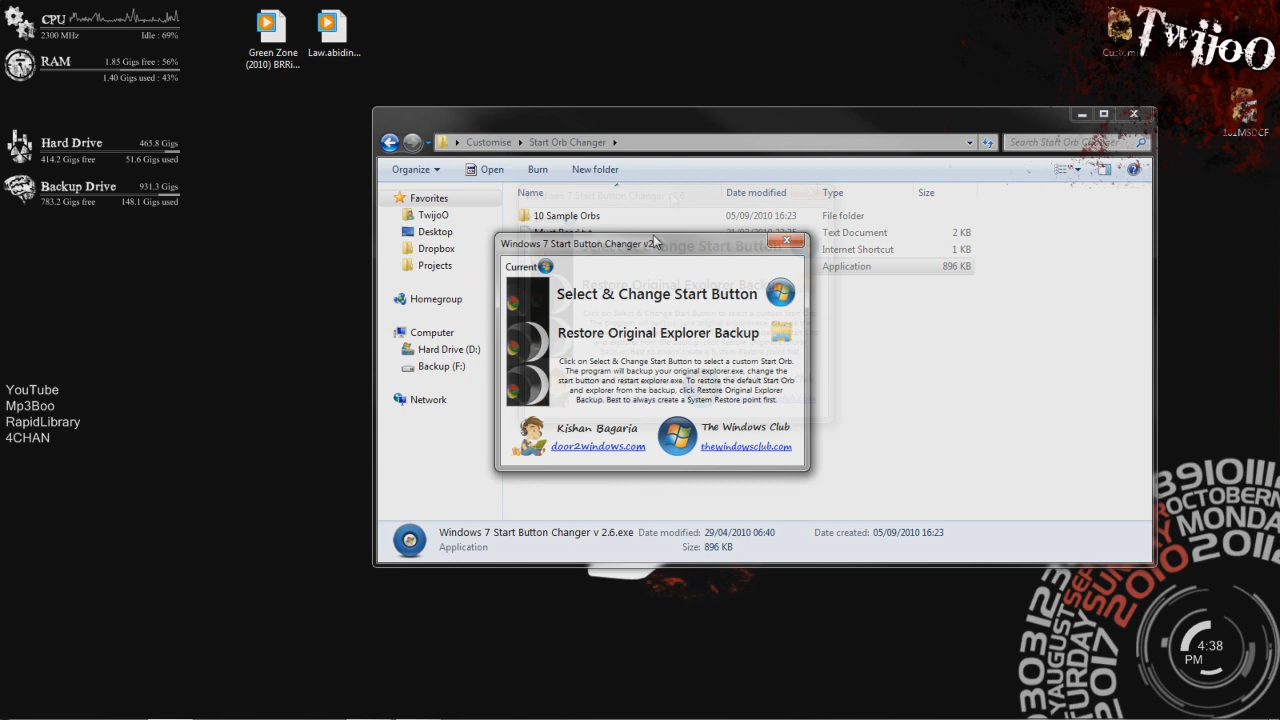 CPU
2300 MHz Idle : 69%
RAM 1.85 Gigs free : 56%
1.40 Gigs used : 43%
Hard Drive 465.8 Gigs
414.2 Gigs free 51.6 Gigs used
Backup Drive 931.3 Gigs
783.2 Gigs free 148.1 Gigs used
YouTube
Mp3Boo
RapidLibrary
4CHAN
Green Zone
(2010) BRRi...
Law.abidin...
TwijoO
101MSDCF
Customise Start Orb Changer
Search Start Orb Changer
Organize Open Burn New folder
Name Date modified Type Size
Favorites
TwijoO
Desktop
Dropbox
Projects
Homegroup
Computer
Hard Drive (D:)
Backup (F:)
Network
10 Sample Orbs 05/09/2010 16:23 File folder
Text Document 2 KB
Internet Shortcut 1 KB
Application 896 KB
Windows 7 Start Button Changer v2.
Current
Select & Change Start Button
Restore Original Explorer Backup
Click on Select & Change Start Button to select a custom Start Orb.
The program will backup your original explorer.exe, change the
start button and restart explorer.exe. To restore the default Start Orb
and explorer from the backup, click Restore Original Explorer
Backup. Best to always create a System Restore point first.
Kishan Bagaria
door2windows.com
The Windows Club
thewindowsclub.com
Windows 7 Start Button Changer v 2.6.exe Date modified: 29/04/2010 06:40 Date created: 05/09/2010 16:23
Application Size: 896 KB
4:38
PM